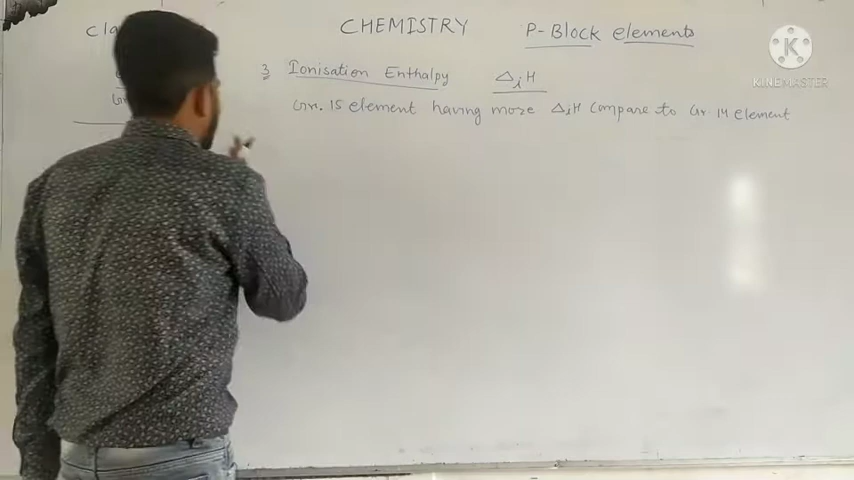 CHEMISTRY P-Block elements
3 Ionisation Enthalpy ΔiH
Gr. 15 element having more ΔiH Compare to Gr 14 element
KINEMASTER